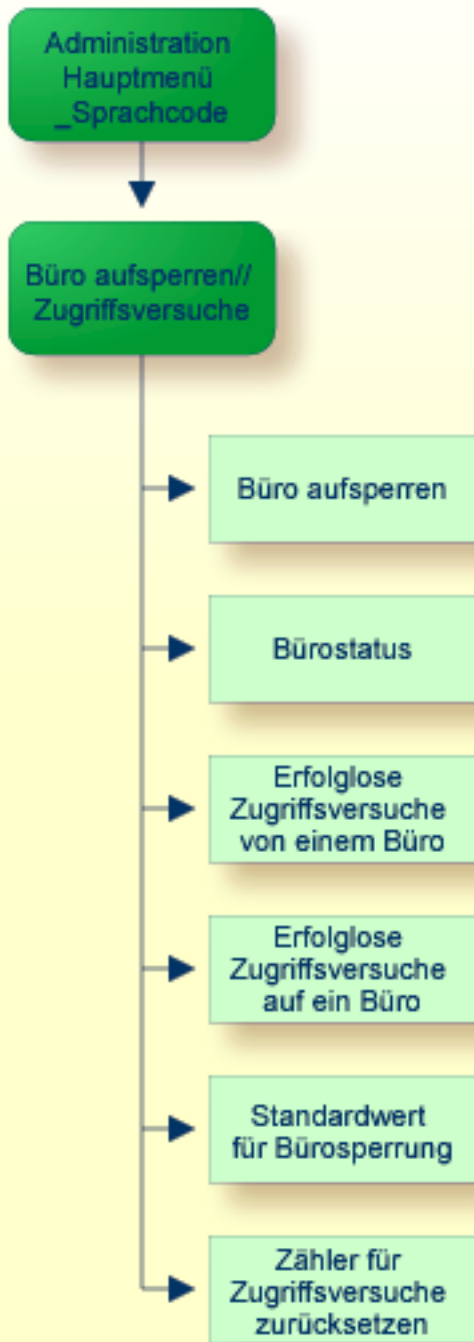 Administration
Hauptmenü
_Sprachcode
Büro aufsperren//
Zugriffsversuche
Büro aufsperren
Bürostatus
Erfolglose
Zugriffsversuche
von einem Büro
Erfolglose
Zugriffsversuche
auf ein Büro
Standardwert
für Bürosperrung
Zähler für
Zugriffsversuche
zurücksetzen